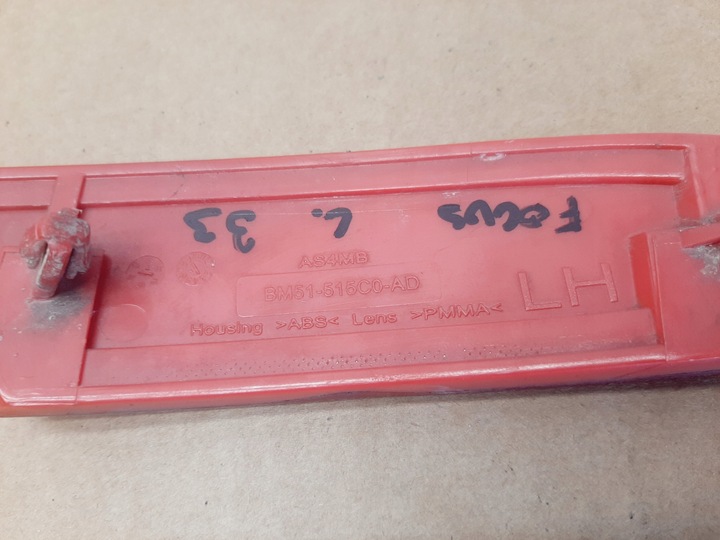 Focus L. 33
AS4MB
BM51-515C0-AD
Housing >ABS< Lens >PMMA<
LH